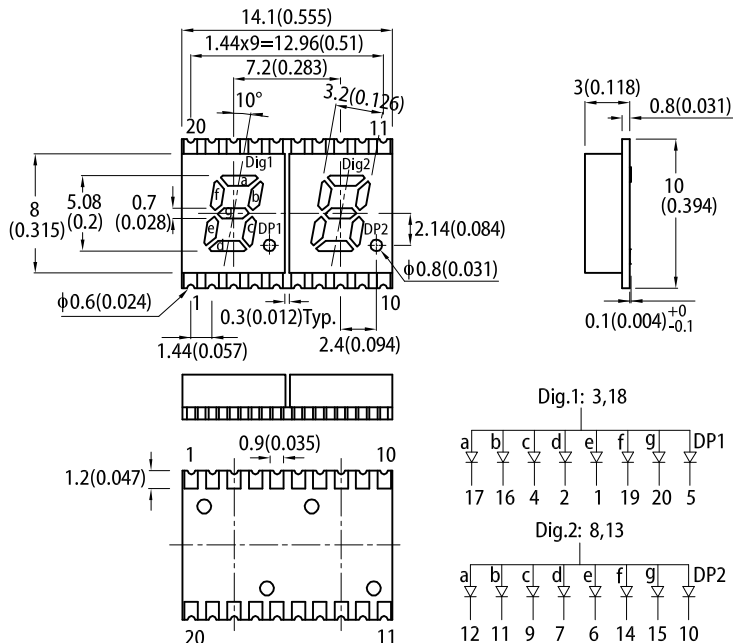 14.1(0.555)
1.44x9=12.96(0.51)
7.2(0.283)
10°
3.2(0.126)
20
11
Dig1
Dig2
a
f
b
g
e
c
d
DP1
DP2
8
(0.315)
5.08
(0.2)
0.7
(0.028)
2.14(0.084)
ϕ0.8(0.031)
ϕ0.6(0.024)
1
10
0.3(0.012)Typ.
1.44(0.057)
2.4(0.094)
3(0.118)
0.8(0.031)
10
(0.394)
0.1(0.004)+0 -0.1
1
0.9(0.035)
10
1.2(0.047)
20
11
Dig.1: 3,18
a b c d e f g DP1
17 16 4 2 1 19 20 5
Dig.2: 8,13
a b c d e f g DP2
12 11 9 7 6 14 15 10